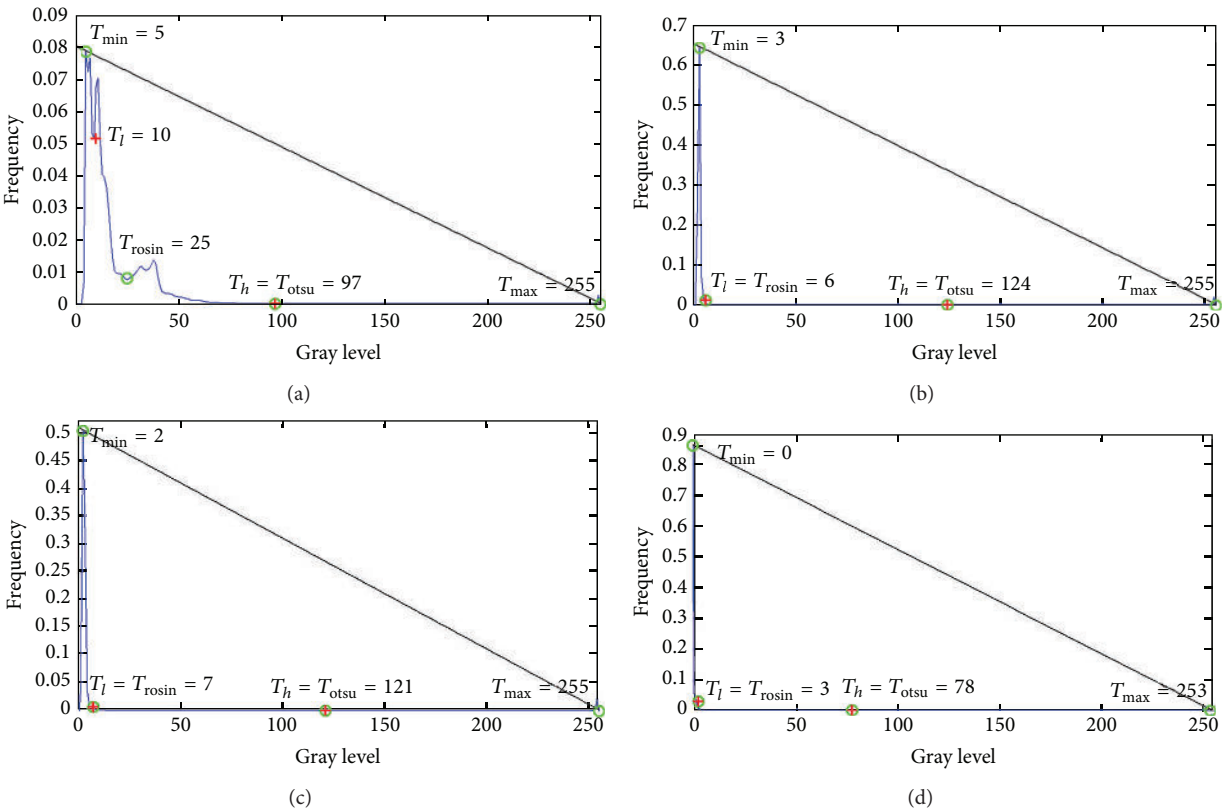 0.09
0.08
0.07
0.06
0.05
0.04
0.03
0.02
0.01
0
Frequency
T_min = 5
T_l = 10
T_rosin = 25
T_h = T_otsu = 97
T_max = 255
0 50 100 150 200 250
Gray level
(a)
0.7
0.6
0.5
0.4
0.3
0.2
0.1
0
Frequency
T_min = 3
T_l = T_rosin = 6
T_h = T_otsu = 124
T_max = 255
0 50 100 150 200 250
Gray level
(b)
0.5
0.45
0.4
0.35
0.3
0.25
0.2
0.15
0.1
0.05
0
Frequency
T_min = 2
T_l = T_rosin = 7
T_h = T_otsu = 121
T_max = 255
0 50 100 150 200 250
Gray level
(c)
0.9
0.8
0.7
0.6
0.5
0.4
0.3
0.2
0.1
0
Frequency
T_min = 0
T_l = T_rosin = 3
T_h = T_otsu = 78
T_max = 253
0 50 100 150 200 250
Gray level
(d)